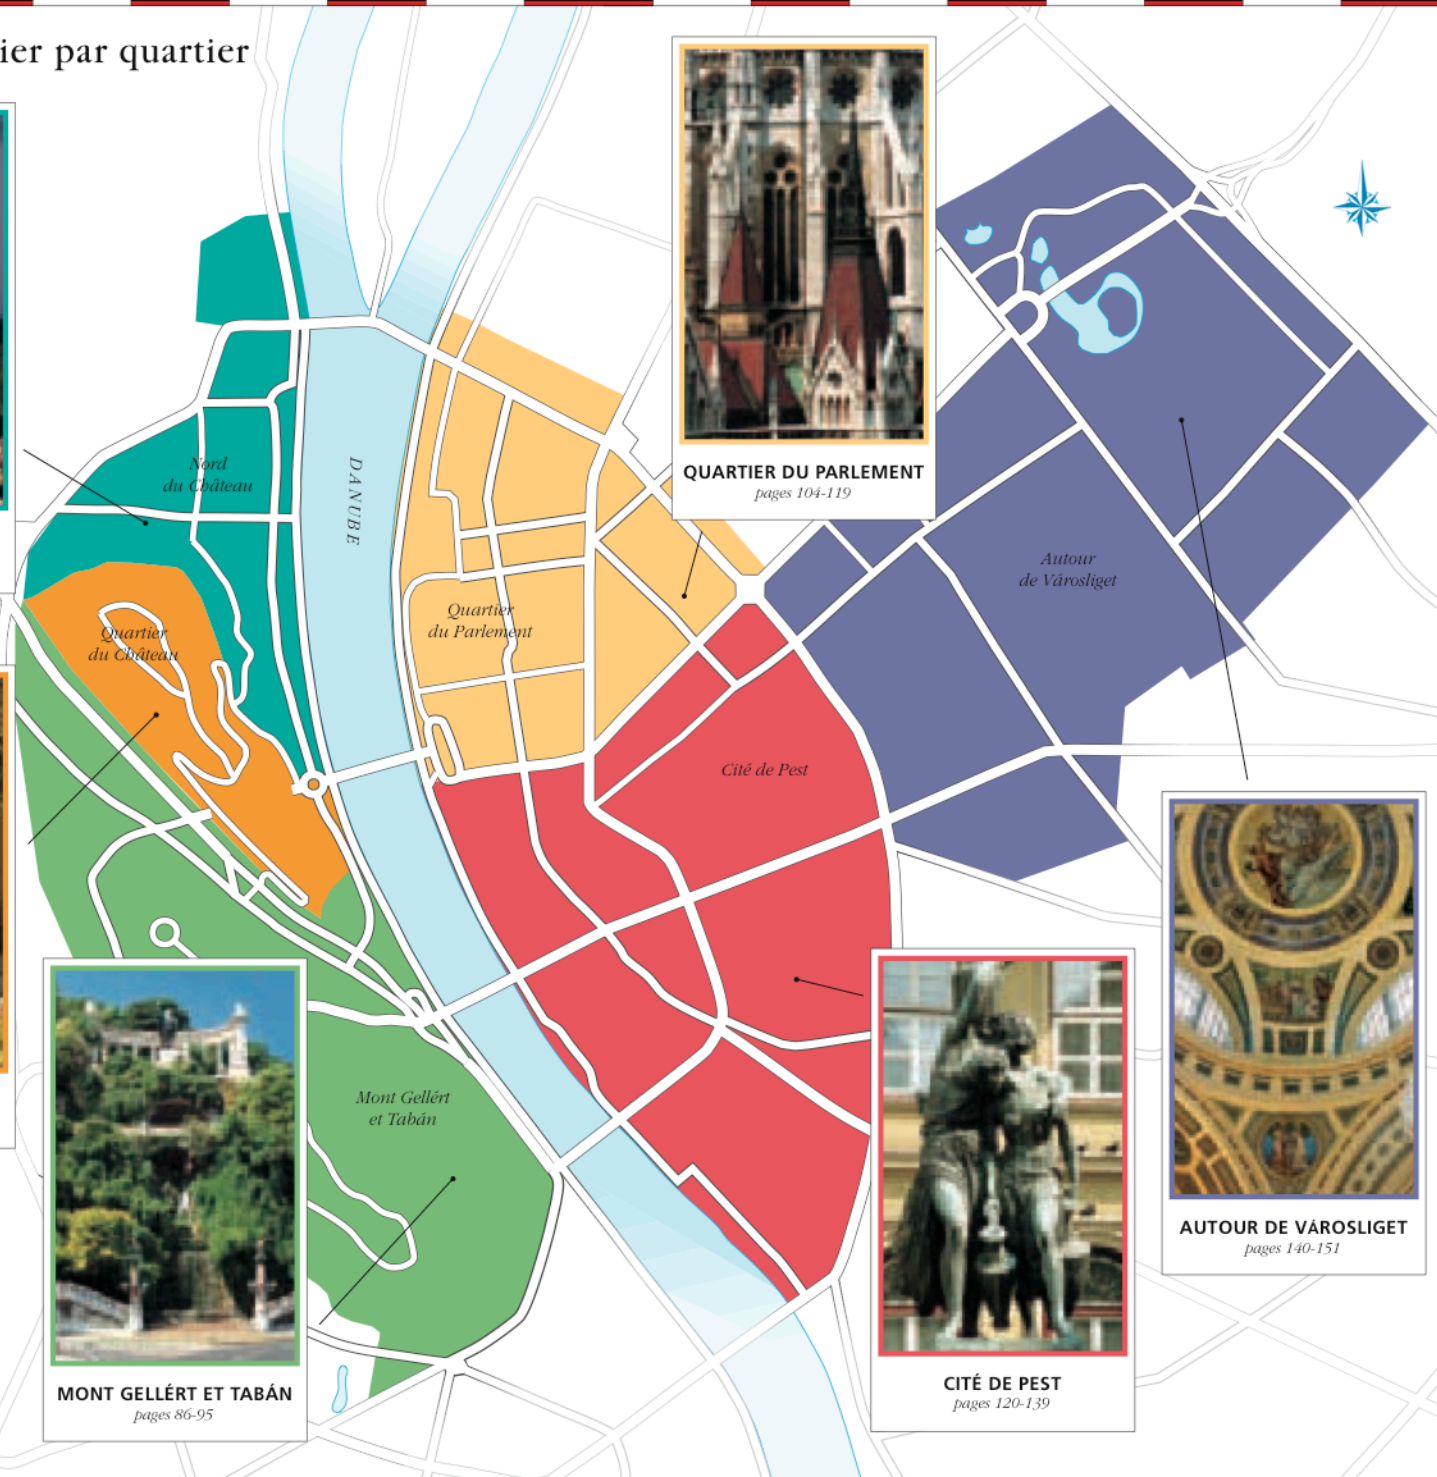 ier par quartier
QUARTIER DU PARLEMENT
pages 104-119
Nord
du Château
DANUBE
Autour
de Városliget
Quartier
du Parlement
Quartier
du Château
Cité de Pest
Mont Gellért
et Tabán
AUTOUR DE VÁROSLIGET
pages 140-151
MONT GELLÉRT ET TABÁN
pages 86-95
CITÉ DE PEST
pages 120-139